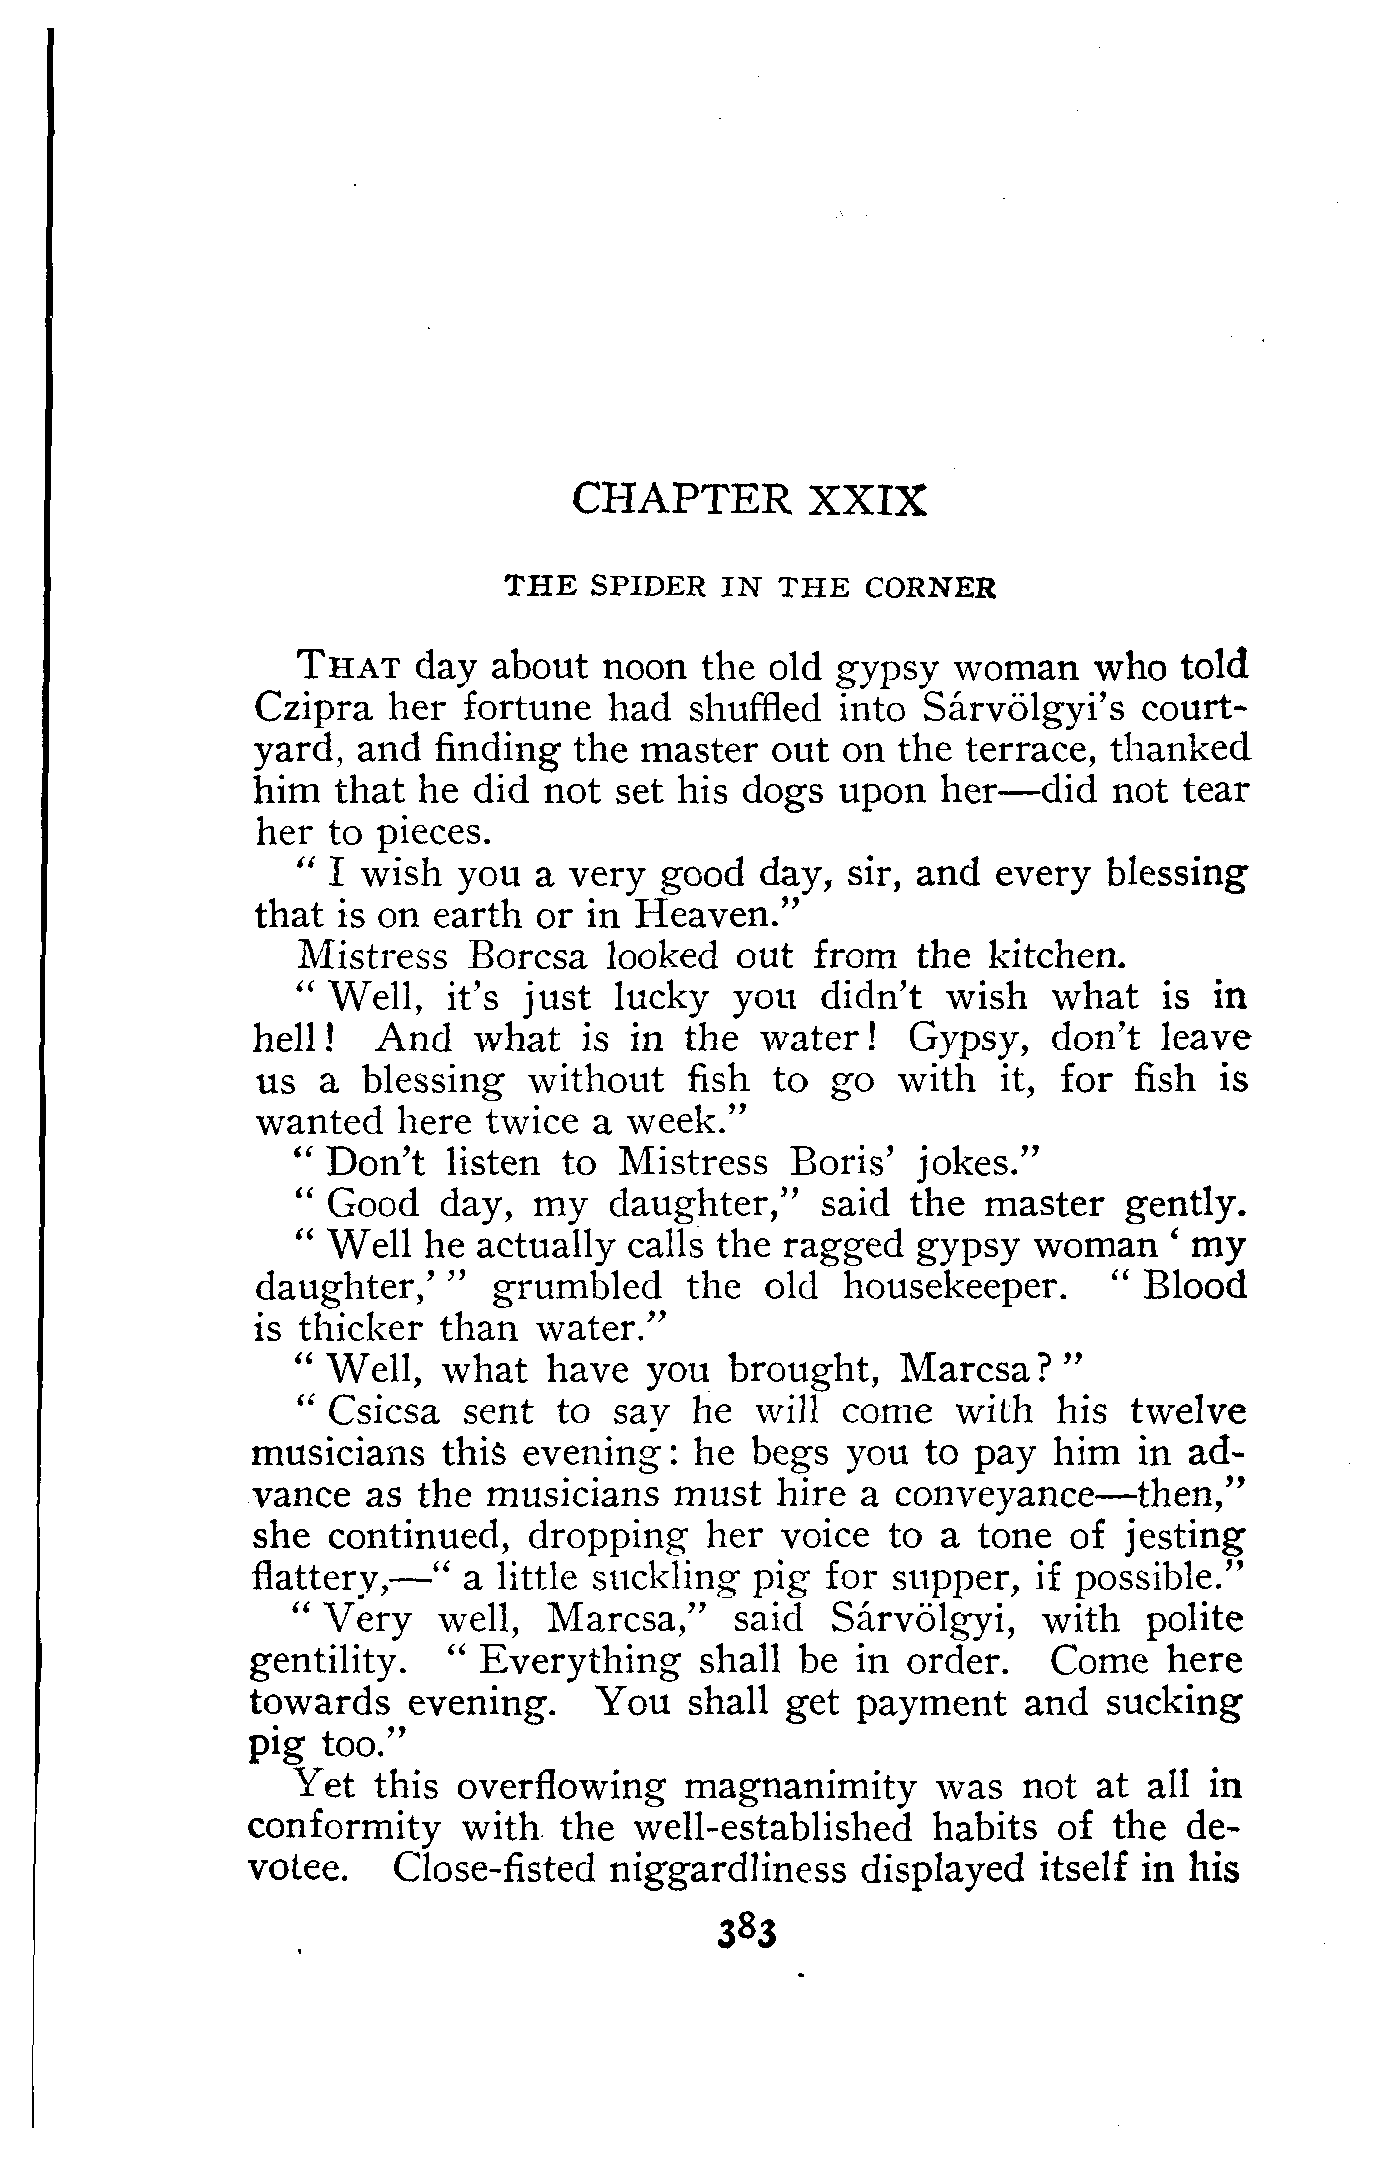 CHAPTER XXIX
THE SPIDER IN THE CORNER
THAT day about noon the old gypsy woman who told
Czipra her fortune had shuffled into Sárvölgyi's court-
yard, and finding the master out on the terrace, thanked
him that he did not set his dogs upon her—did not tear
her to pieces.
" I wish you a very good day, sir, and every blessing
that is on earth or in Heaven."
Mistress Borcsa looked out from the kitchen.
" Well, it's just lucky you didn't wish what is in
hell! And what is in the water! Gypsy, don't leave
us a blessing without fish to go with it, for fish is
wanted here twice a week."
" Don't listen to Mistress Boris' jokes."
" Good day, my daughter," said the master gently.
" Well he actually calls the ragged gypsy woman ' my
daughter,' " grumbled the old housekeeper. " Blood
is thicker than water."
" Well, what have you brought, Marcsa? "
" Csicsa sent to say he will come with his twelve
musicians this evening: he begs you to pay him in ad-
vance as the musicians must hire a conveyance—then,"
she continued, dropping her voice to a tone of jesting
flattery,—" a little suckling pig for supper, if possible."
" Very well, Marcsa," said Sárvölgyi, with polite
gentility. " Everything shall be in order. Come here
towards evening. You shall get payment and sucking
pig too."
Yet this overflowing magnanimity was not at all in
conformity with the well-established habits of the de-
votee. Close-fisted niggardliness displayed itself in his
383